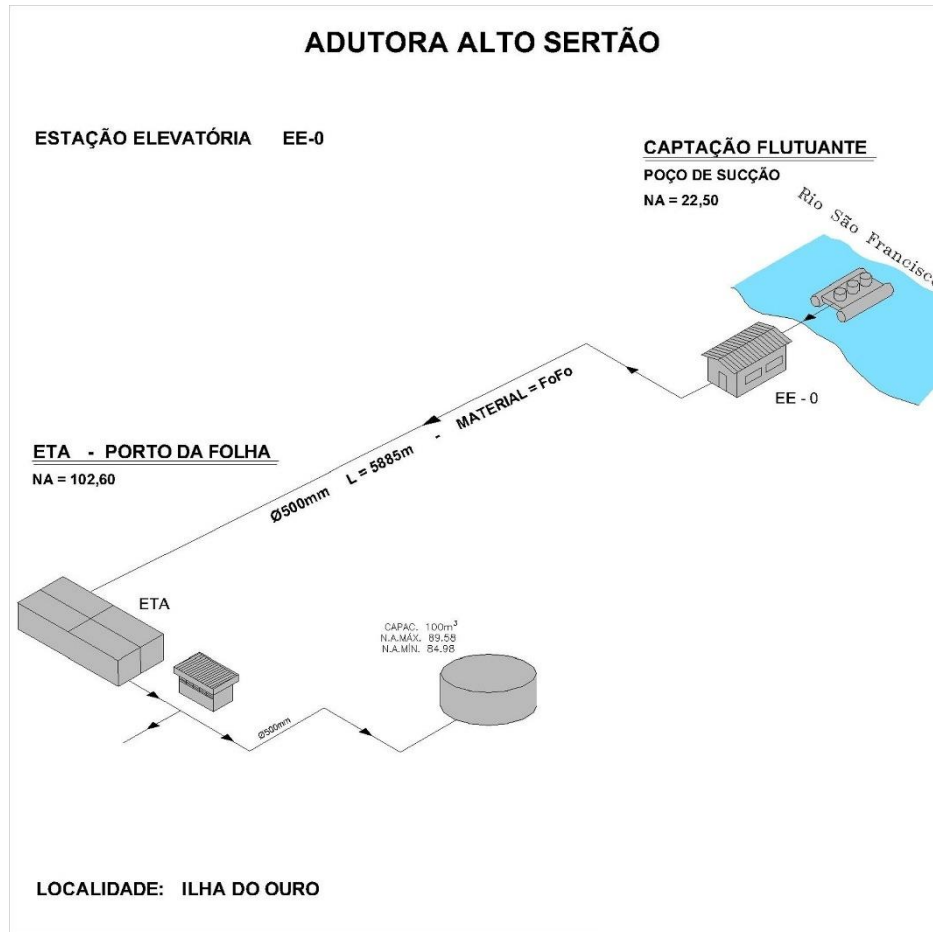 ADUTORA ALTO SERTÃO
ESTAÇÃO ELEVATÓRIA EE-0
CAPTAÇÃO FLUTUANTE
POÇO DE SUCÇÃO
NA = 22,50
Rio São Francisco
EE - 0
Ø500mm L = 5885m - MATERIAL = FoFo
ETA - PORTO DA FOLHA
NA = 102,60
ETA
CAPAC. 100m³
N.A.MÁX. 89.58
N.A.MÍN. 84.98
Ø500mm
LOCALIDADE: ILHA DO OURO